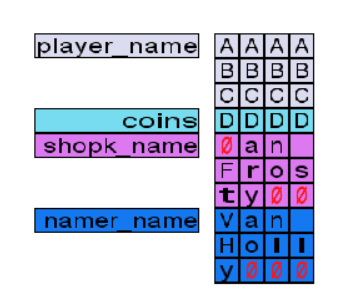 player_name A A A A
B B B B
C C C C
coins D D D D
shopk_name 0 a n
F r o s
t y 0 0
namer_name V a n
H o l l
y 0 0 0